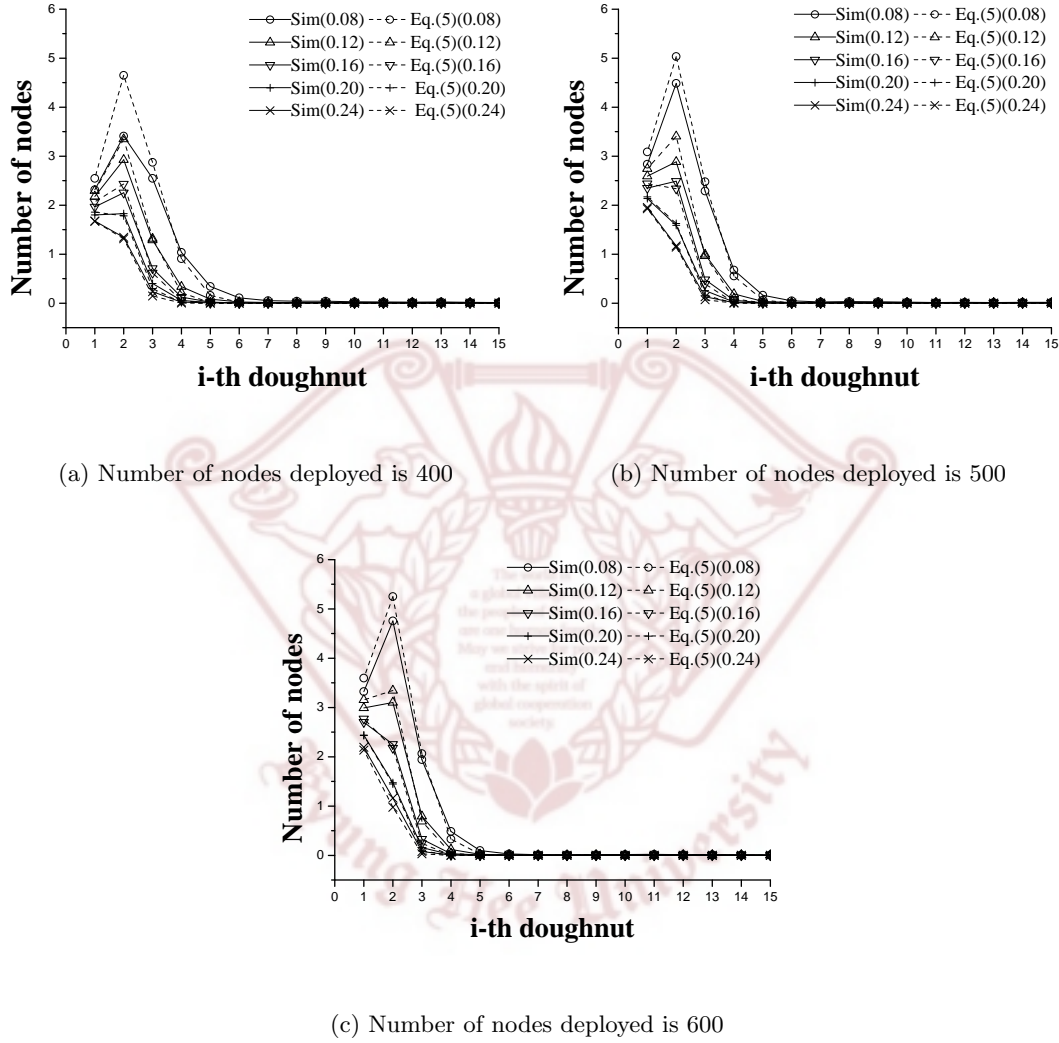 Number of nodes
6
5
4
3
2
1
0
Sim(0.08) Eq.(5)(0.08)
Sim(0.12) Eq.(5)(0.12)
Sim(0.16) Eq.(5)(0.16)
Sim(0.20) Eq.(5)(0.20)
Sim(0.24) Eq.(5)(0.24)
0 1 2 3 4 5 6 7 8 9 10 11 12 13 14 15
i-th doughnut
(a) Number of nodes deployed is 400
Number of nodes
6
5
4
3
2
1
0
Sim(0.08) Eq.(5)(0.08)
Sim(0.12) Eq.(5)(0.12)
Sim(0.16) Eq.(5)(0.16)
Sim(0.20) Eq.(5)(0.20)
Sim(0.24) Eq.(5)(0.24)
0 1 2 3 4 5 6 7 8 9 10 11 12 13 14 15
i-th doughnut
(b) Number of nodes deployed is 500
Number of nodes
6
5
4
3
2
1
0
Sim(0.08) Eq.(5)(0.08)
Sim(0.12) Eq.(5)(0.12)
Sim(0.16) Eq.(5)(0.16)
Sim(0.20) Eq.(5)(0.20)
Sim(0.24) Eq.(5)(0.24)
0 1 2 3 4 5 6 7 8 9 10 11 12 13 14 15
i-th doughnut
with the spirit of
global cooperation
society.
Kyung Hee University
(c) Number of nodes deployed is 600